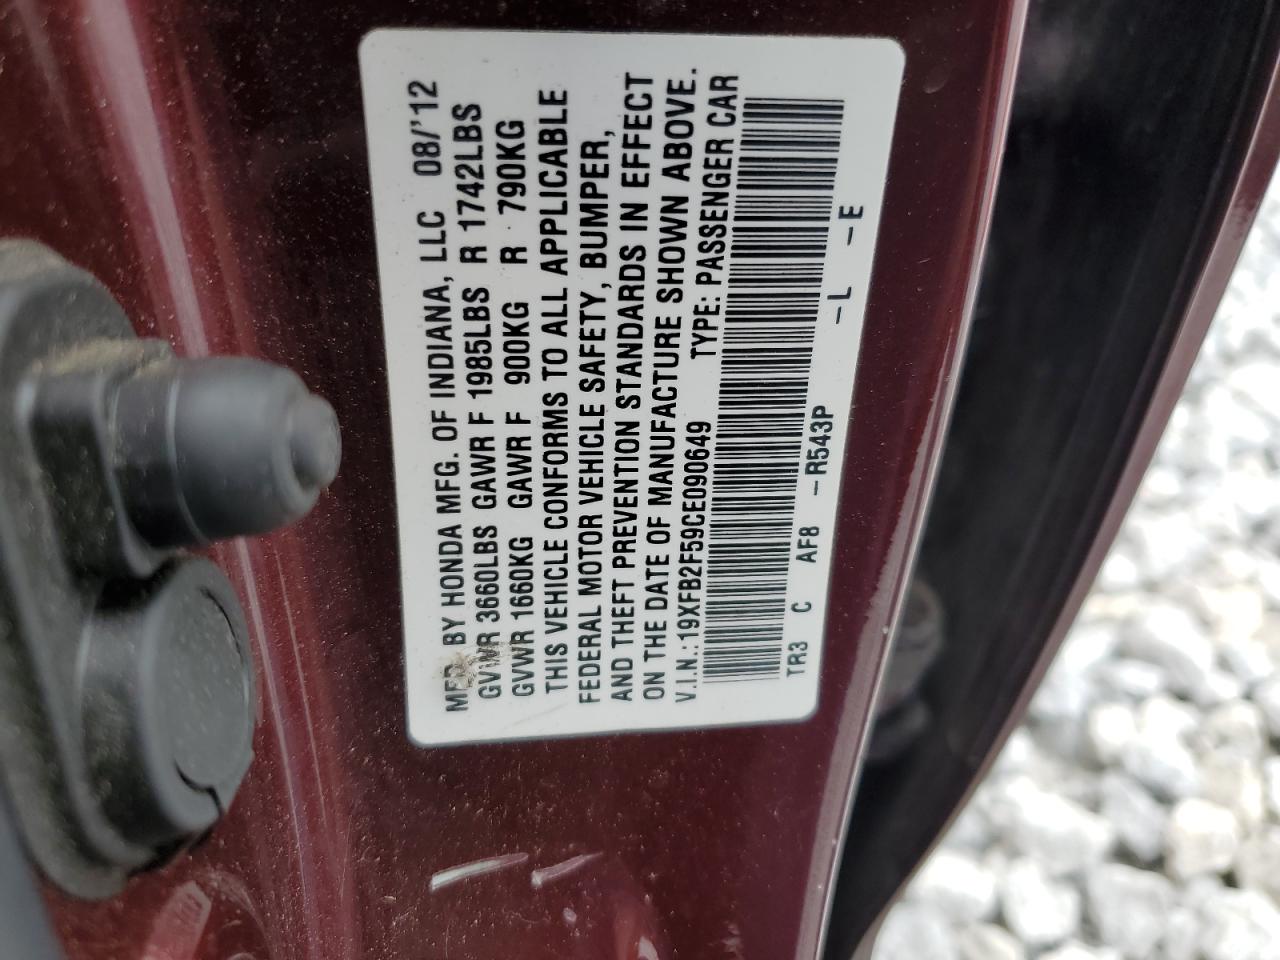 MFD. BY HONDA MFG. OF INDIANA, LLC 08/'12
GVWR 3660LBS GAWR F 1985LBS R 1742LBS
GVWR 1660KG GAWR F 900KG R 790KG
THIS VEHICLE CONFORMS TO ALL APPLICABLE
FEDERAL MOTOR VEHICLE SAFETY, BUMPER,
AND THEFT PREVENTION STANDARDS IN EFFECT
ON THE DATE OF MANUFACTURE SHOWN ABOVE.
V.I.N.: 19XFB2F59CE090649 TYPE: PASSENGER CAR
TR3 C AF8 -R543P -L -E